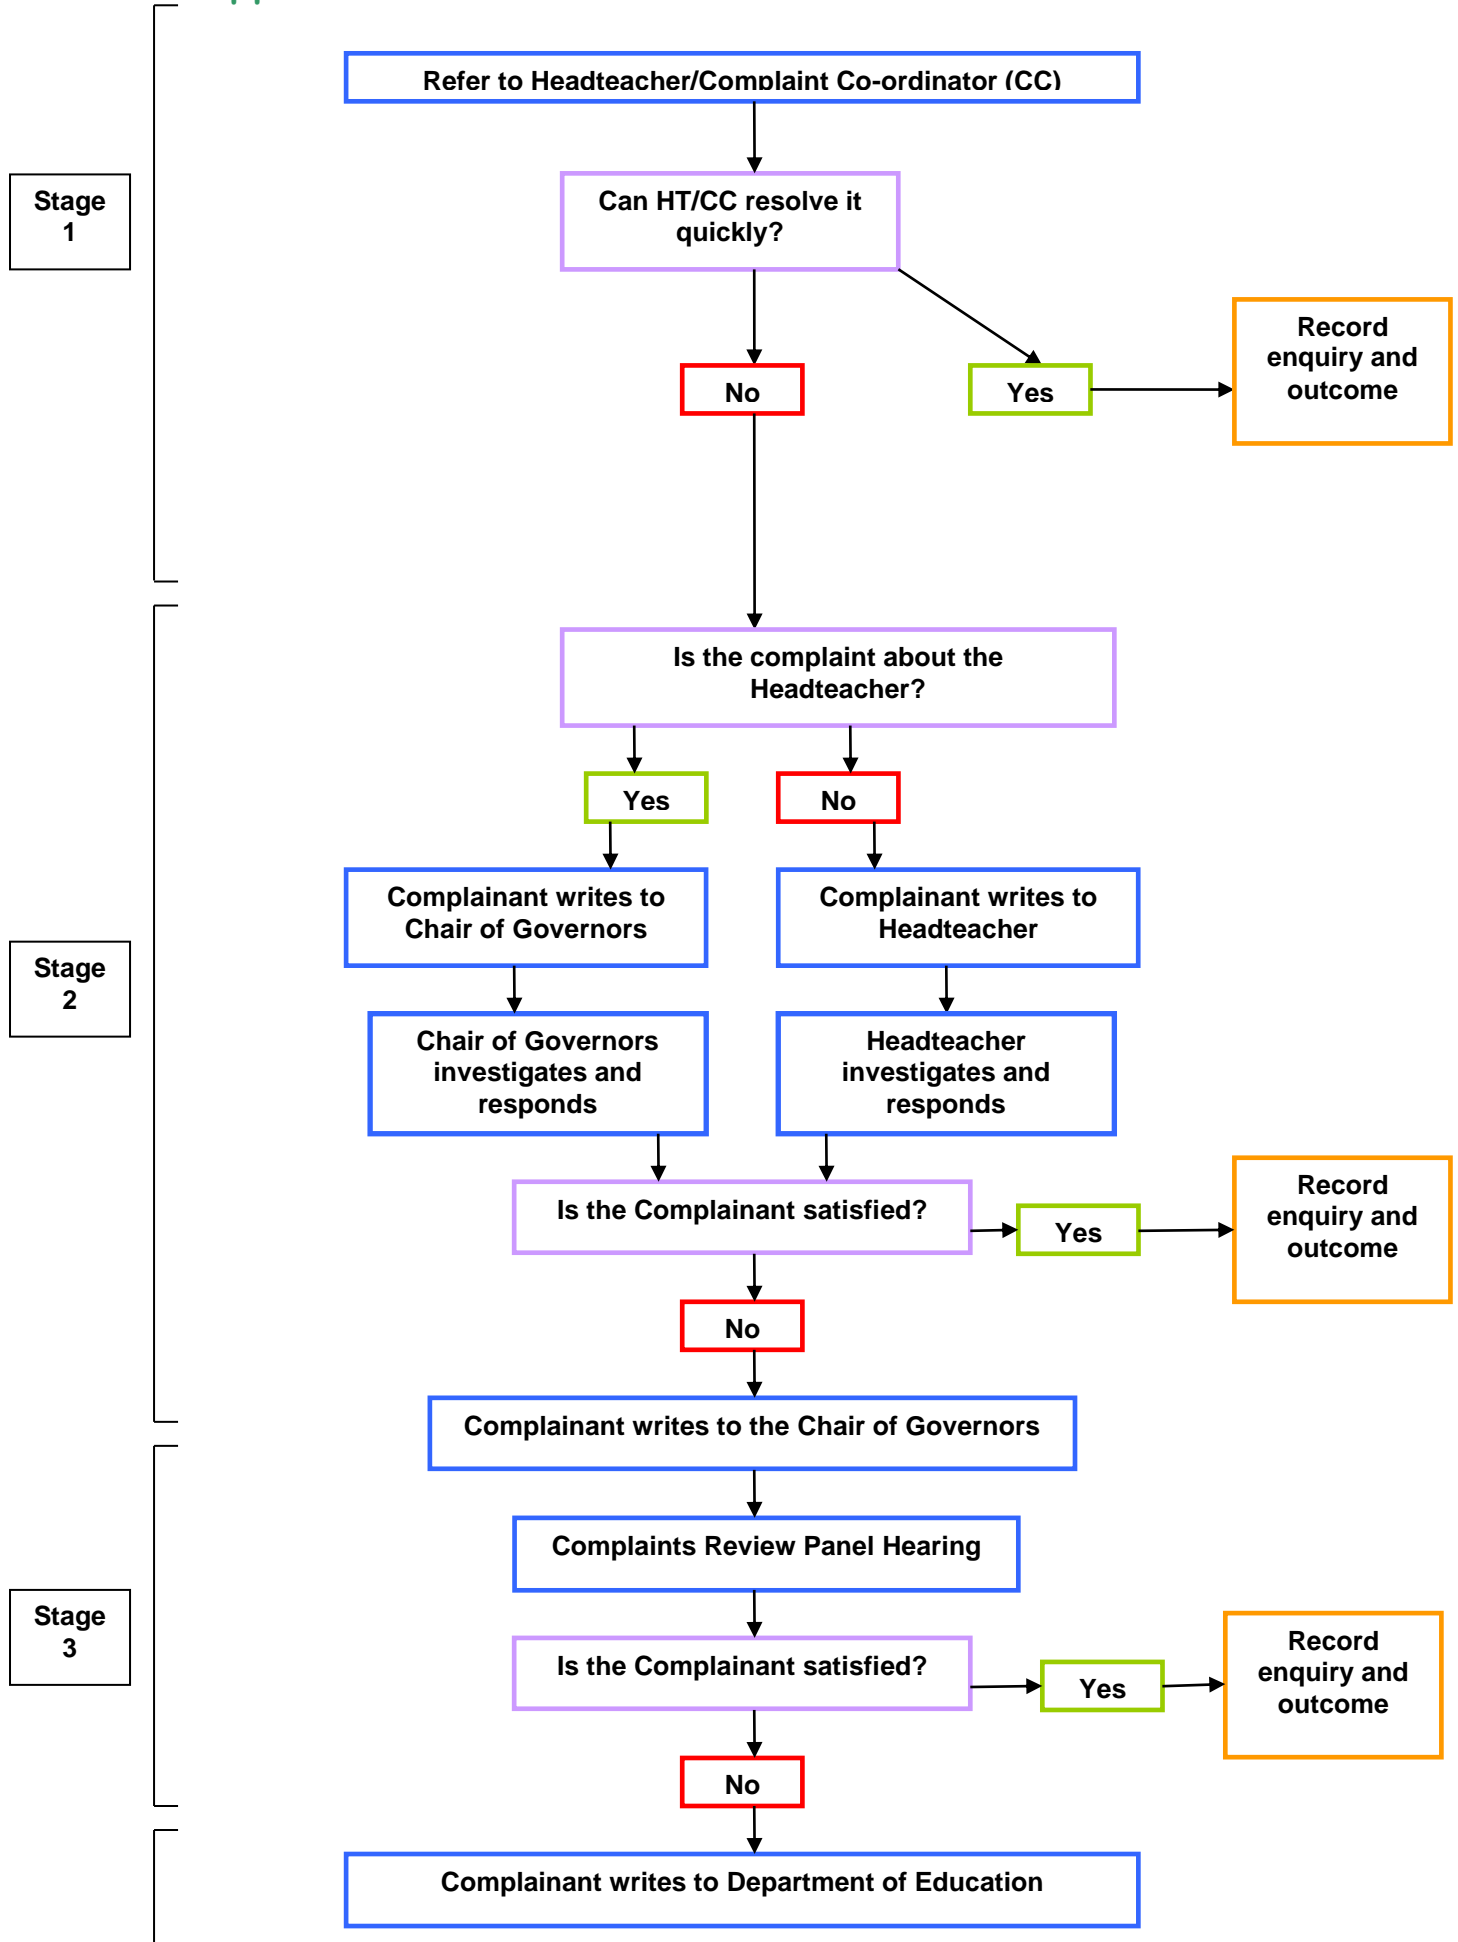 Refer to Headteacher/Complaint Co-ordinator (CC)
Stage
1
Can HT/CC resolve it
quickly?
No
Yes
Record
enquiry and
outcome
Is the complaint about the
Headteacher?
Yes
No
Stage
2
Complainant writes to
Chair of Governors
Complainant writes to
Headteacher
Chair of Governors
investigates and
responds
Headteacher
investigates and
responds
Is the Complainant satisfied?
Yes
Record
enquiry and
outcome
No
Complainant writes to the Chair of Governors
Complaints Review Panel Hearing
Stage
3
Is the Complainant satisfied?
Yes
Record
enquiry and
outcome
No
Complainant writes to Department of Education